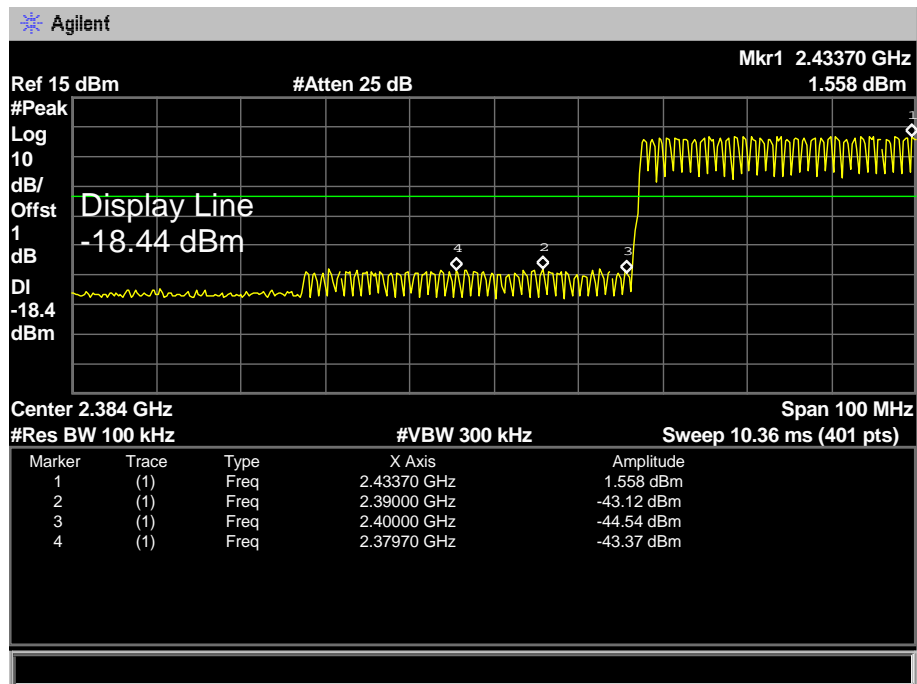 Agilent
Mkr1 2.43370 GHz
Ref 15 dBm #Atten 25 dB 1.558 dBm
#Peak
Log
10
dB/
Offst
1
dB
DI
-18.4
dBm
Display Line
-18.44 dBm
1
4 2 3
Center 2.384 GHz Span 100 MHz
#Res BW 100 kHz #VBW 300 kHz Sweep 10.36 ms (401 pts)
Marker Trace Type X Axis Amplitude
1 (1) Freq 2.43370 GHz 1.558 dBm
2 (1) Freq 2.39000 GHz -43.12 dBm
3 (1) Freq 2.40000 GHz -44.54 dBm
4 (1) Freq 2.37970 GHz -43.37 dBm